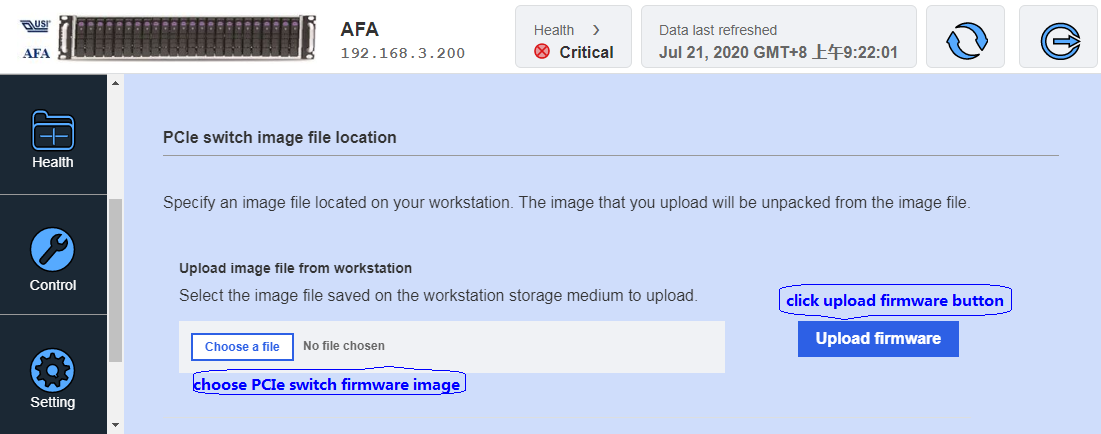 USI
AFA
AFA
192.168.3.200
Health
Critical
Data last refreshed
Jul 21, 2020 GMT+8 上午9:22:01
Health
Control
Setting
PCIe switch image file location
Specify an image file located on your workstation. The image that you upload will be unpacked from the image file.
Upload image file from workstation
Select the image file saved on the workstation storage medium to upload.
click upload firmware button
Choose a file
No file chosen
Upload firmware
choose PCIe switch firmware image